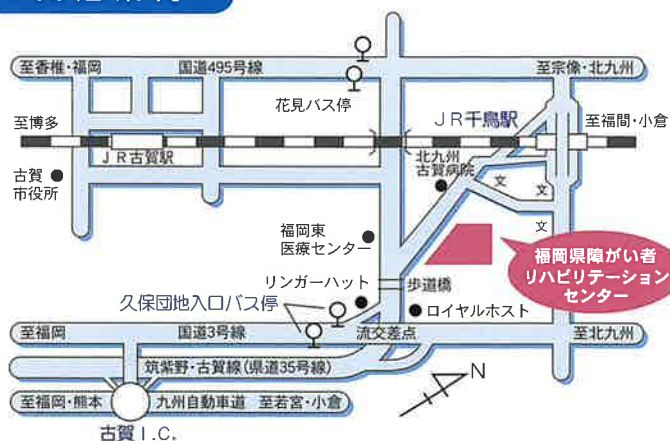 至香椎・福岡
国道495号線
至宗像・北九州
花見バス停
至博多
JR千鳥駅
至福間・小倉
JR古賀駅
北九州
古賀病院
古賀
市役所
文
文
文
福岡東
医療センター
福岡県障がい者
リハビリテーション
センター
リンガーハット
歩道橋
久保団地入口バス停
ロイヤルホスト
至福岡
国道3号線
流交差点
至北九州
筑紫野・古賀線(県道35号線)
N
至福岡・熊本
九州自動車道
至若宮・小倉
古賀I.C.